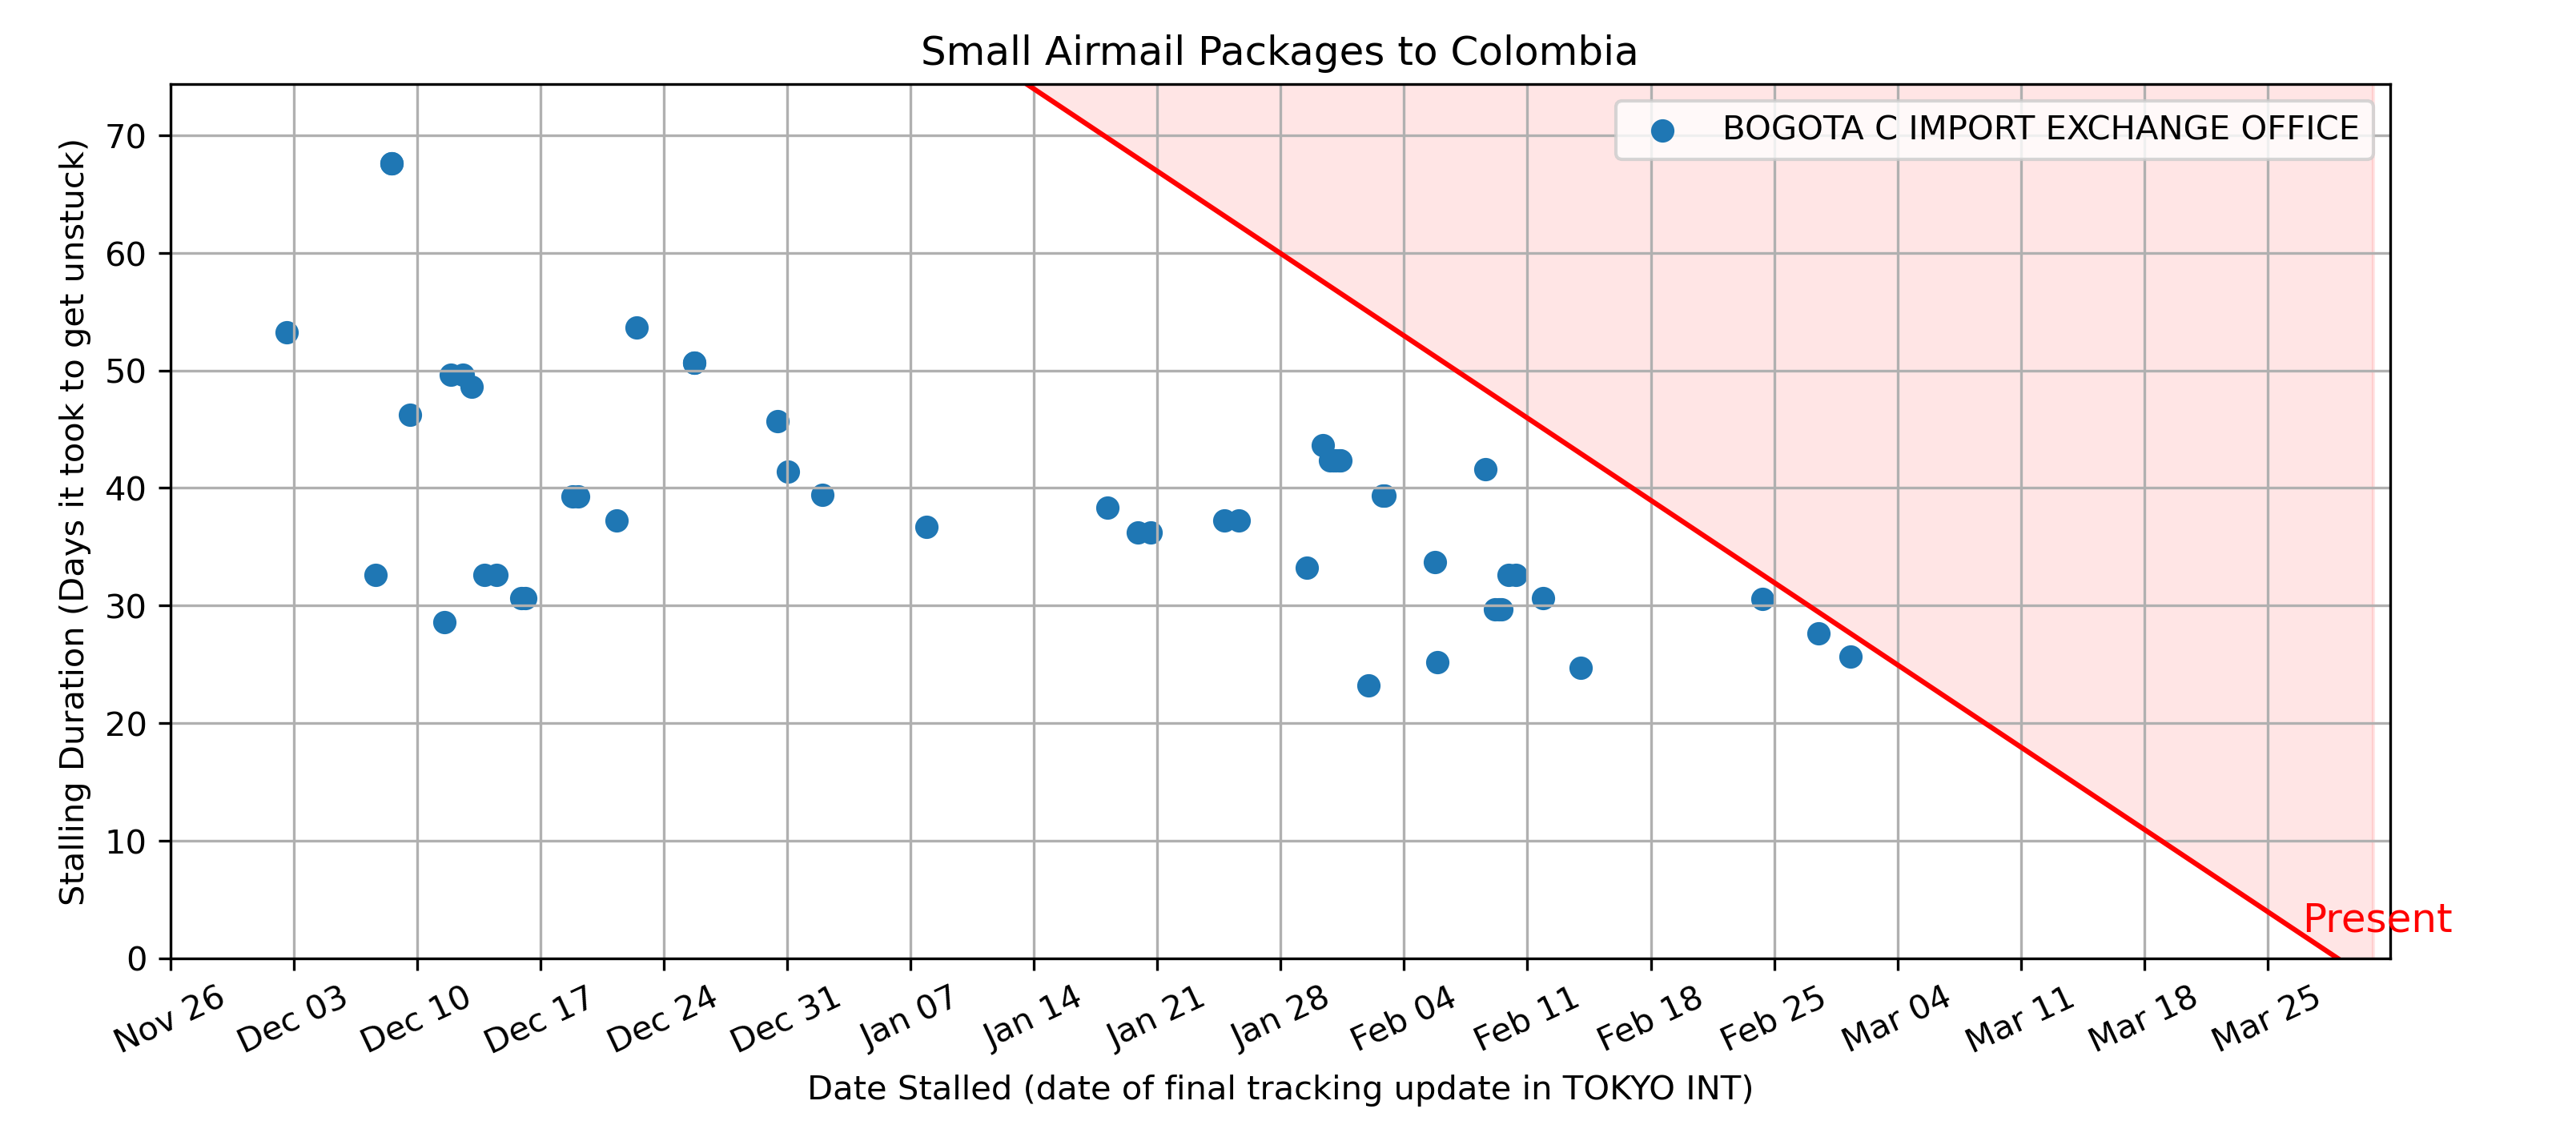 Small Airmail Packages to Colombia
BOGOTA C IMPORT EXCHANGE OFFICE
Stalling Duration (Days it took to get unstuck)
70
60
50
40
30
20
10
0
Present
Nov 26
Dec 03
Dec 10
Dec 17
Dec 24
Dec 31
Jan 07
Jan 14
Jan 21
Jan 28
Feb 04
Feb 11
Feb 18
Feb 25
Mar 04
Mar 11
Mar 18
Mar 25
Date Stalled (date of final tracking update in TOKYO INT)